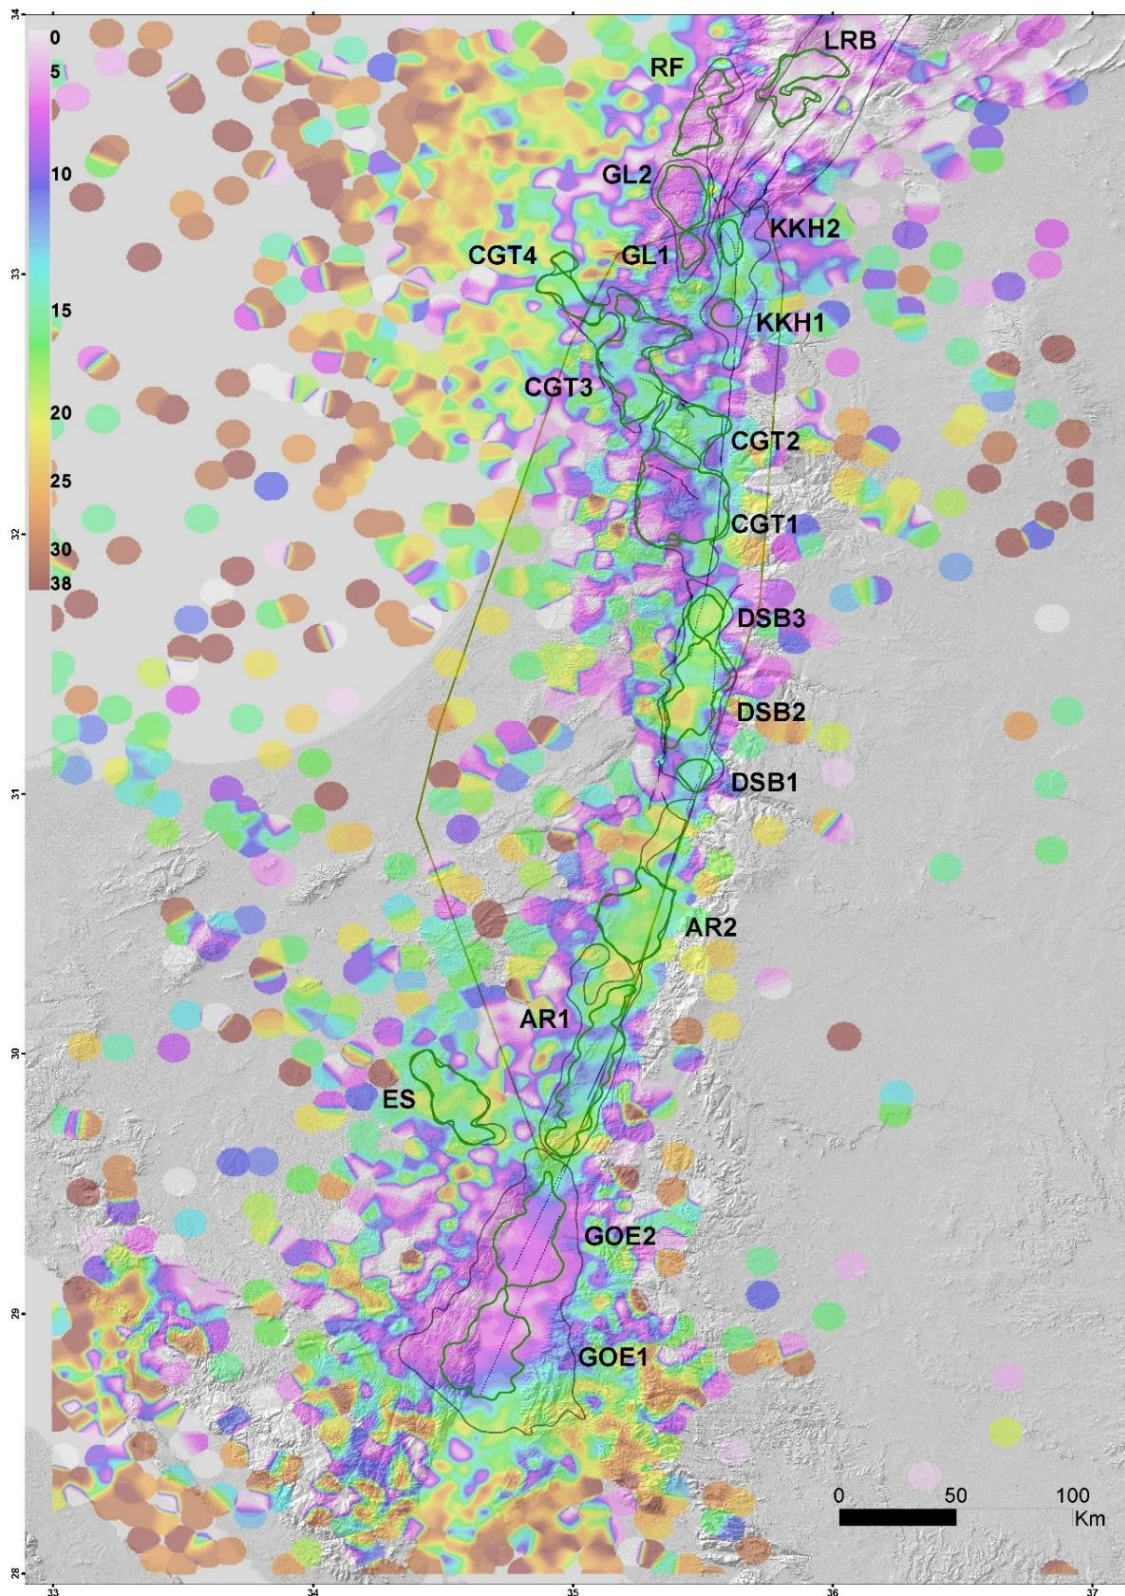 34
0
5
10
15
20
25
30
38
LRB
RF
GL2
KKH2
CGT4
GL1
33
KKH1
CGT3
CGT2
CGT1
32
DSB3
DSB2
DSB1
31
AR2
AR1
30
ES
GOE2
29
GOE1
0 50 100
Km
28
33 34 35 36 37